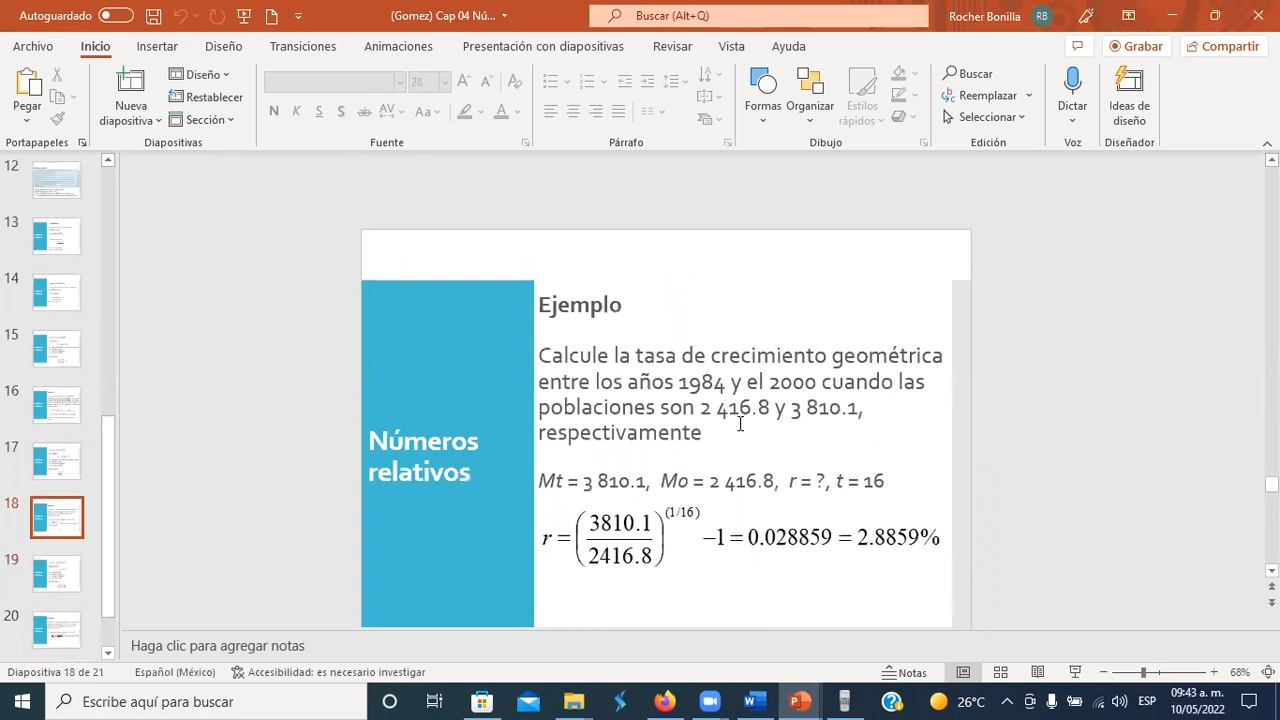 Autoguardado
(Gomez) Cap 04 Nú...
Buscar (Alt+Q)
Rocher Bonilla
RB
Archivo
Inicio
Insertar
Diseño
Transiciones
Animaciones
Presentación con diapositivas
Revisar
Vista
Ayuda
Grabar
Compartir
Pegar
Nueva
diapositiva
Diseño
Restablecer
Sección
28
N K S S ab AV Aa A
Formas
Organizar
Estilos
rápidos
Buscar
Reemplazar
Seleccionar
Dictar
Ideas de
diseño
Portapapeles
Diapositivas
Fuente
Párrafo
Dibujo
Edición
Voz
Diseñador
12
13
14
15
16
17
18
19
20
Números
relativos
Ejemplo
Calcule la tasa de crecimiento geométrica
entre los años 1984 y el 2000 cuando las
poblaciones son 2 416.8 y 3 810.1,
respectivamente
Mt = 3 810.1, Mo = 2 416.8, r = ?, t = 16
r = (3810.1/2416.8)^(1/16) −1 = 0.028859 = 2.8859%
Haga clic para agregar notas
Diapositiva 18 de 21
Español (México)
Accesibilidad: es necesario investigar
Notas
68%
Escribe aquí para buscar
26°C
ESP
09:43 a. m.
10/05/2022